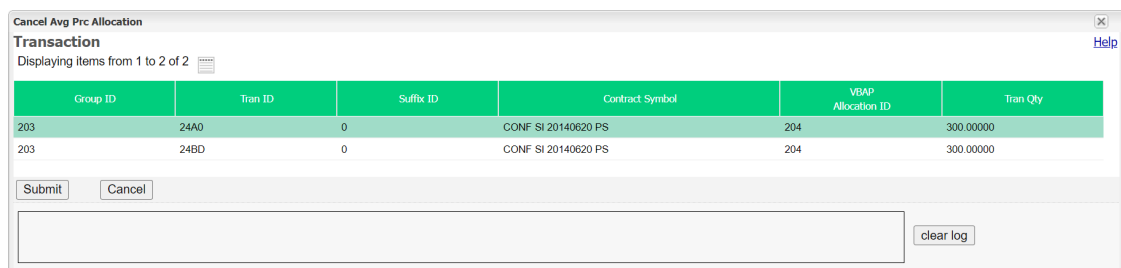 Cancel Avg Prc Allocation
Transaction
Help
Displaying items from 1 to 2 of 2
Group ID Tran ID Suffix ID Contract Symbol VBAP Allocation ID Tran Qty
203 24A0 0 CONF SI 20140620 PS 204 300.00000
203 24BD 0 CONF SI 20140620 PS 204 300.00000
Submit Cancel
clear log